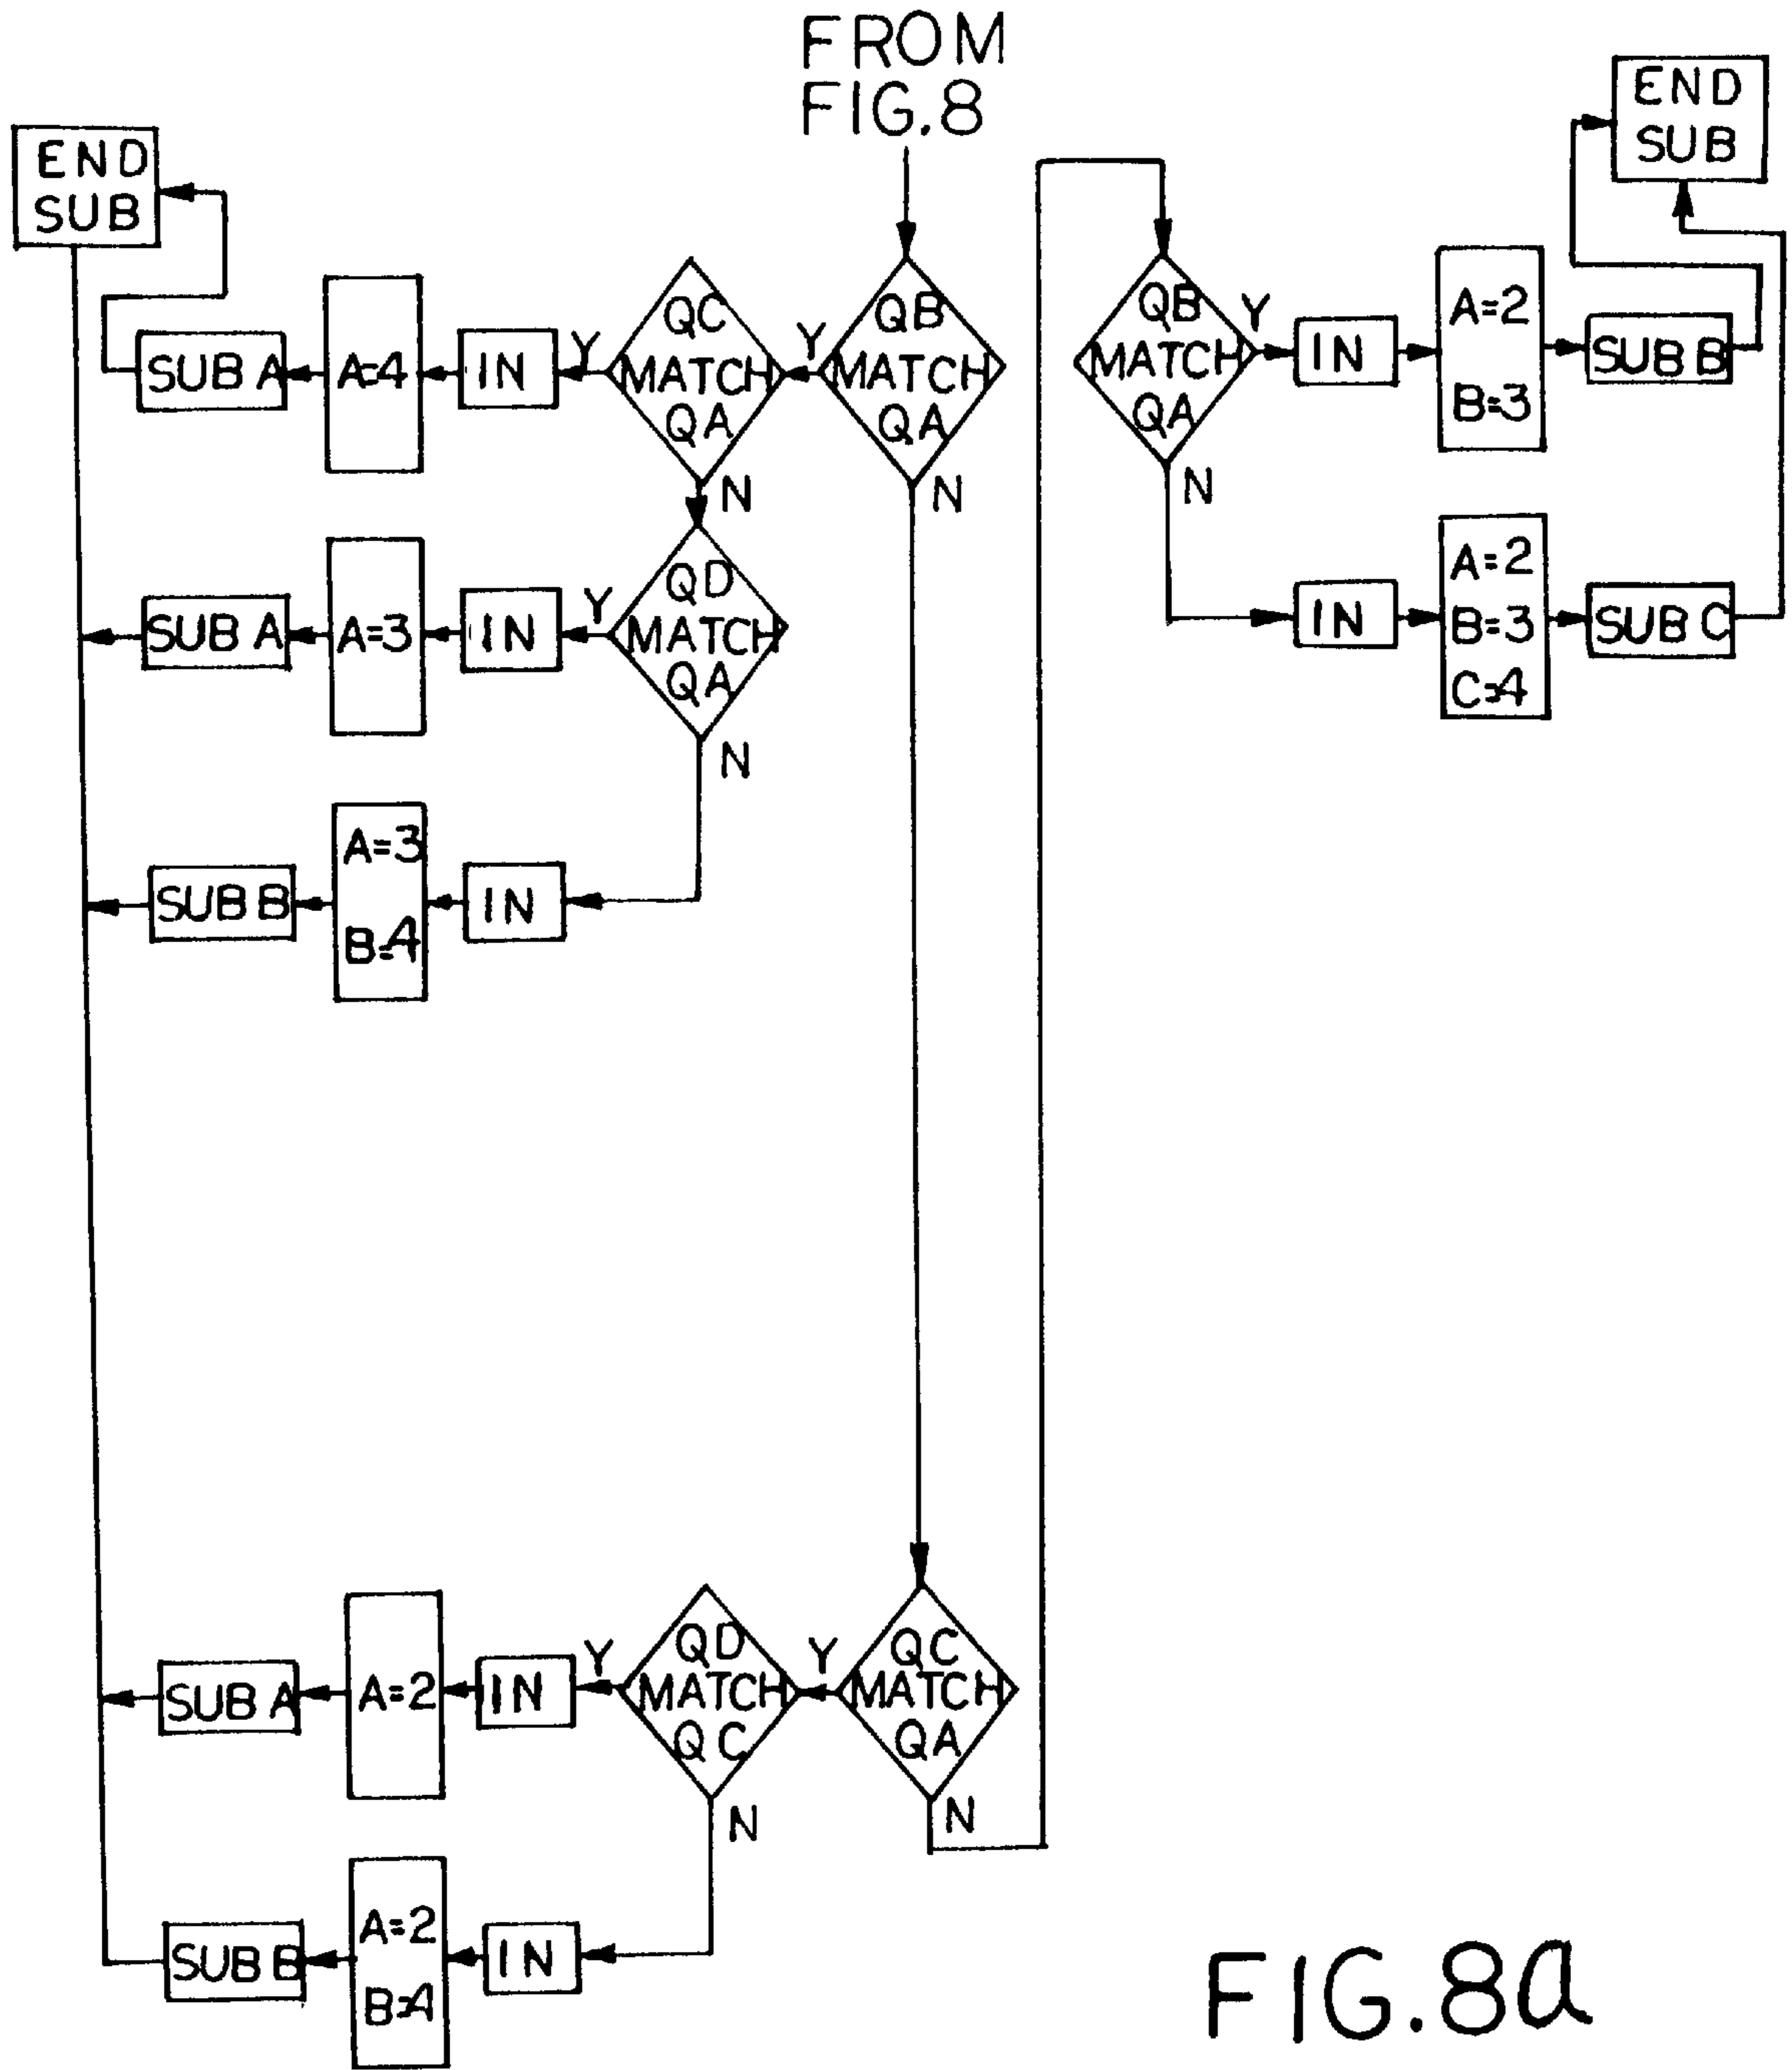 FROM
FIG.8
END
SUB
END
SUB
QB
MATCH
QA
Y
N
QC
MATCH
QA
Y
N
IN
A=4
SUB A
QD
MATCH
QA
Y
N
IN
A=3
SUB A
IN
A=3
B=4
SUB B
QC
MATCH
QA
Y
N
QD
MATCH
QC
Y
N
IN
A=2
SUB A
IN
A=2
B=4
SUB B
QB
MATCH
QA
Y
N
IN
A=2
B=3
SUB B
IN
A=2
B=3
C=4
SUB C
FIG.8a